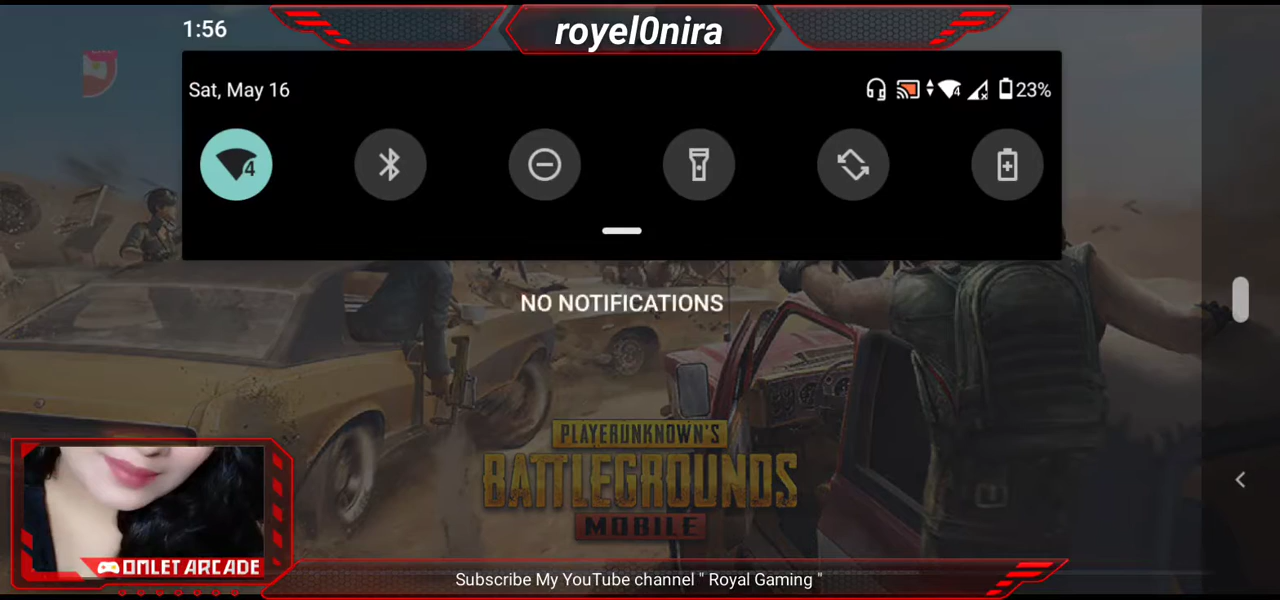 1:56
royel0nira
Sat, May 16
4
23%
4
NO NOTIFICATIONS
PLAYERUNKNOWN'S
BATTLEGROUNDS
MOBILE
OMLET ARCADE
Subscribe My YouTube channel " Royal Gaming "